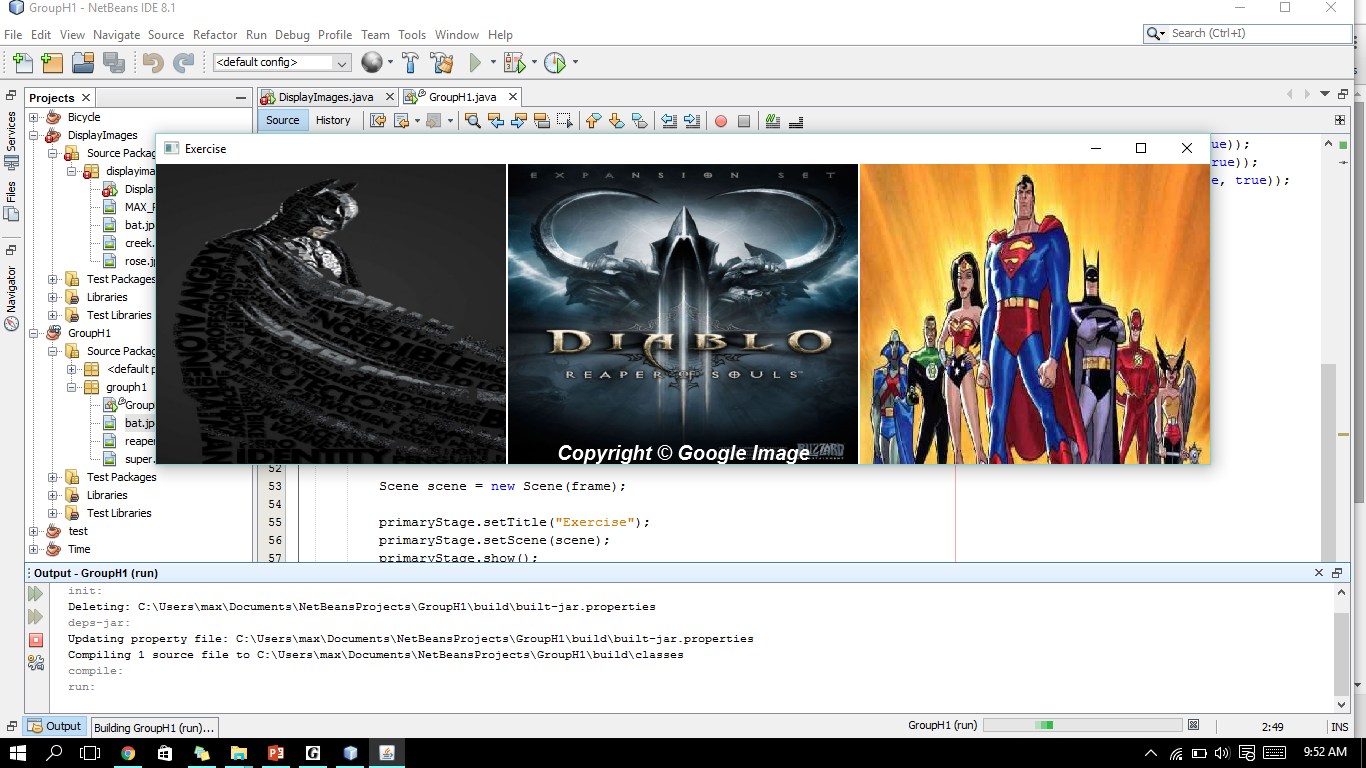 GroupH1 - NetBeans IDE 8.1
File Edit View Navigate Source Refactor Run Debug Profile Team Tools Window Help
Search (Ctrl+I)
<default config>
Projects
DisplayImages.java
GroupH1.java
Services
Files
Navigator
Source History
Bicycle
DisplayImages
Source Packag
displayima
Display
MAX_F
bat.jp
creek.
rose.j
Test Packages
Libraries
Test Libraries
GroupH1
Source Packag
<default p
grouph1
Group
bat.jp
reaper
super.
Test Packages
Libraries
Test Libraries
test
Time
ue));
rue));
e, true));
Exercise
IDENTITY
ANGRY
EXPANSION SET
DIABLO
REAPER OF SOULS™
BLIZZARD
Copyright © Google Image
52
53 Scene scene = new Scene(frame);
54
55 primaryStage.setTitle("Exercise");
56 primaryStage.setScene(scene);
57 primaryStage.show();
Output - GroupH1 (run)
init:
Deleting: C:\Users\max\Documents\NetBeansProjects\GroupH1\build\built-jar.properties
deps-jar:
Updating property file: C:\Users\max\Documents\NetBeansProjects\GroupH1\build\built-jar.properties
Compiling 1 source file to C:\Users\max\Documents\NetBeansProjects\GroupH1\build\classes
compile:
run:
Output
Building GroupH1 (run)...
GroupH1 (run)
2:49
INS
9:52 AM